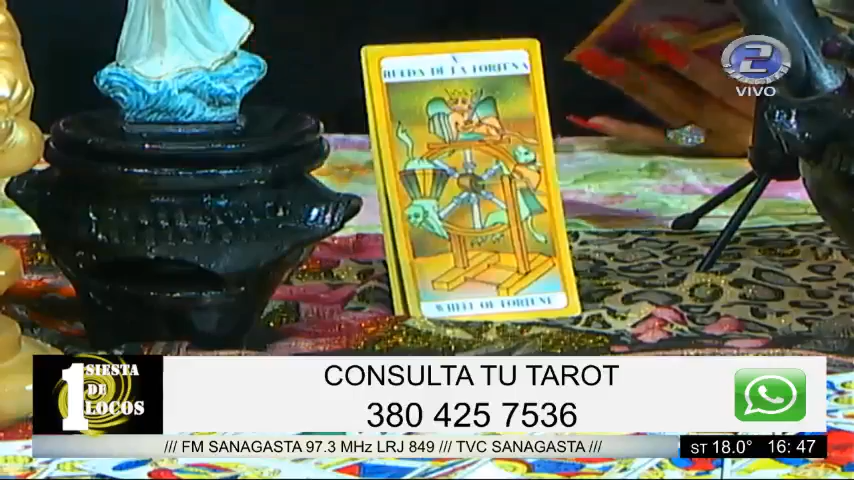 X
RUEDA DE LA FORTUNA
WHEEL OF FORTUNE
2
VIVO
1 SIESTA
DE
LOCOS
CONSULTA TU TAROT
380 425 7536
/// FM SANAGASTA 97.3 MHz LRJ 849 /// TVC SANAGASTA ///
ST 18.0° 16:47